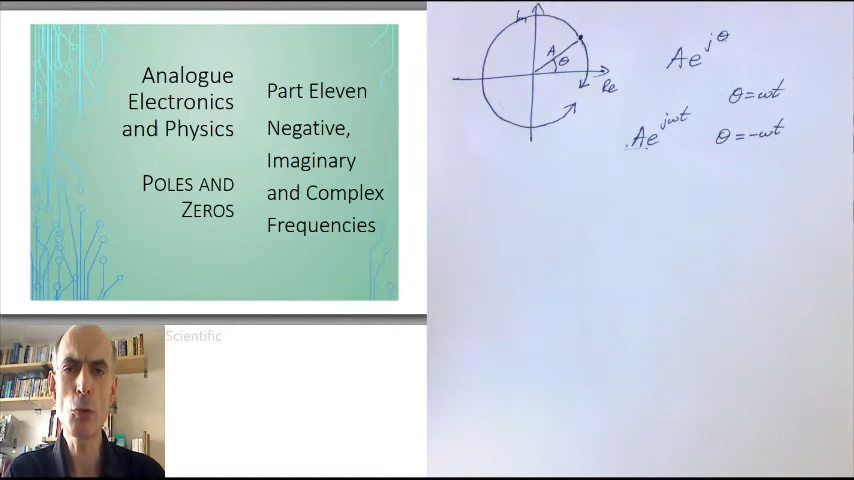 Analogue
Electronics
and Physics
POLES AND
ZEROS
Part Eleven
Negative,
Imaginary
and Complex
Frequencies
Scientific
Im
A
θ
Re
Ae^{jθ}
θ=ωt
Ae^{jωt}
θ=-ωt